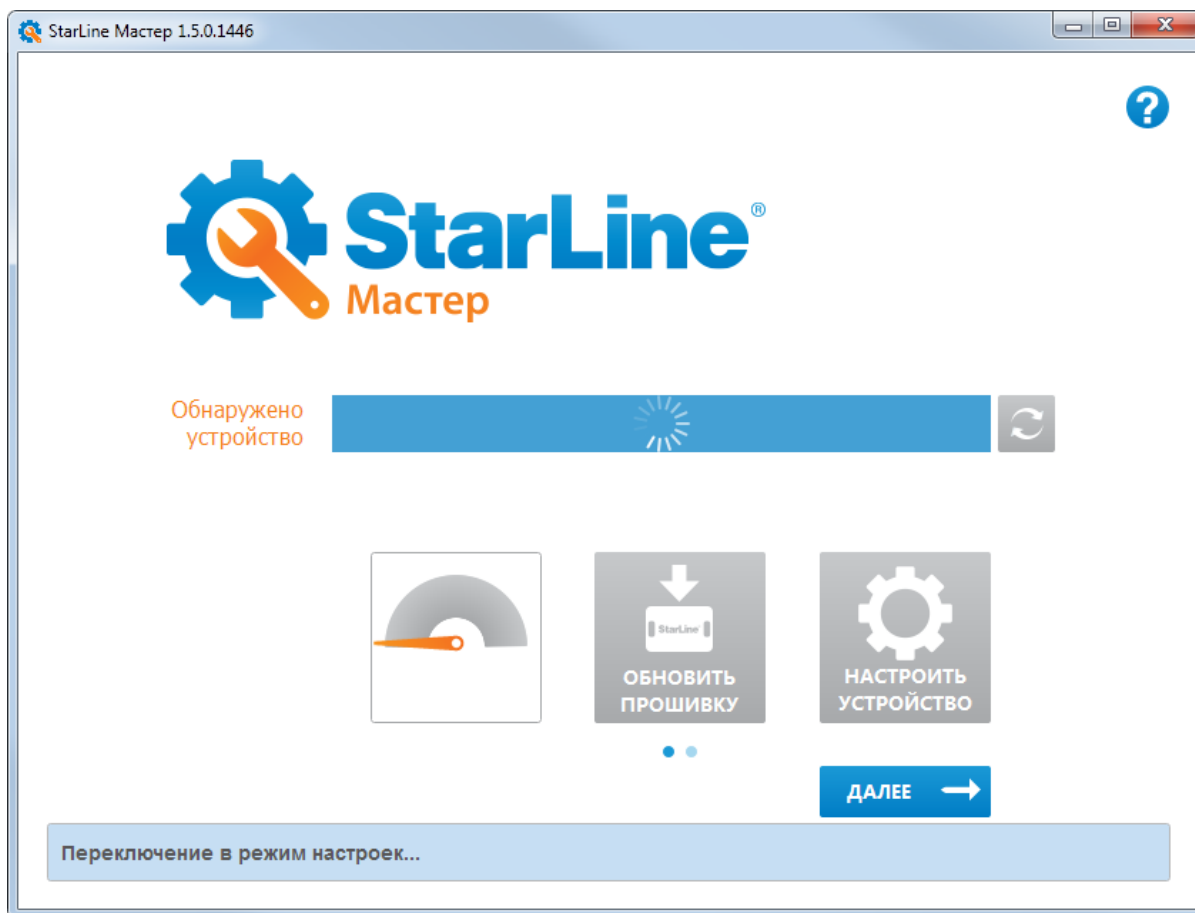 StarLine Мастер 1.5.0.1446
?
StarLine®
Мастер
Обнаружено
устройство
StarLine
ОБНОВИТЬ
ПРОШИВКУ
НАСТРОИТЬ
УСТРОЙСТВО
ДАЛЕЕ
Переключение в режим настроек...